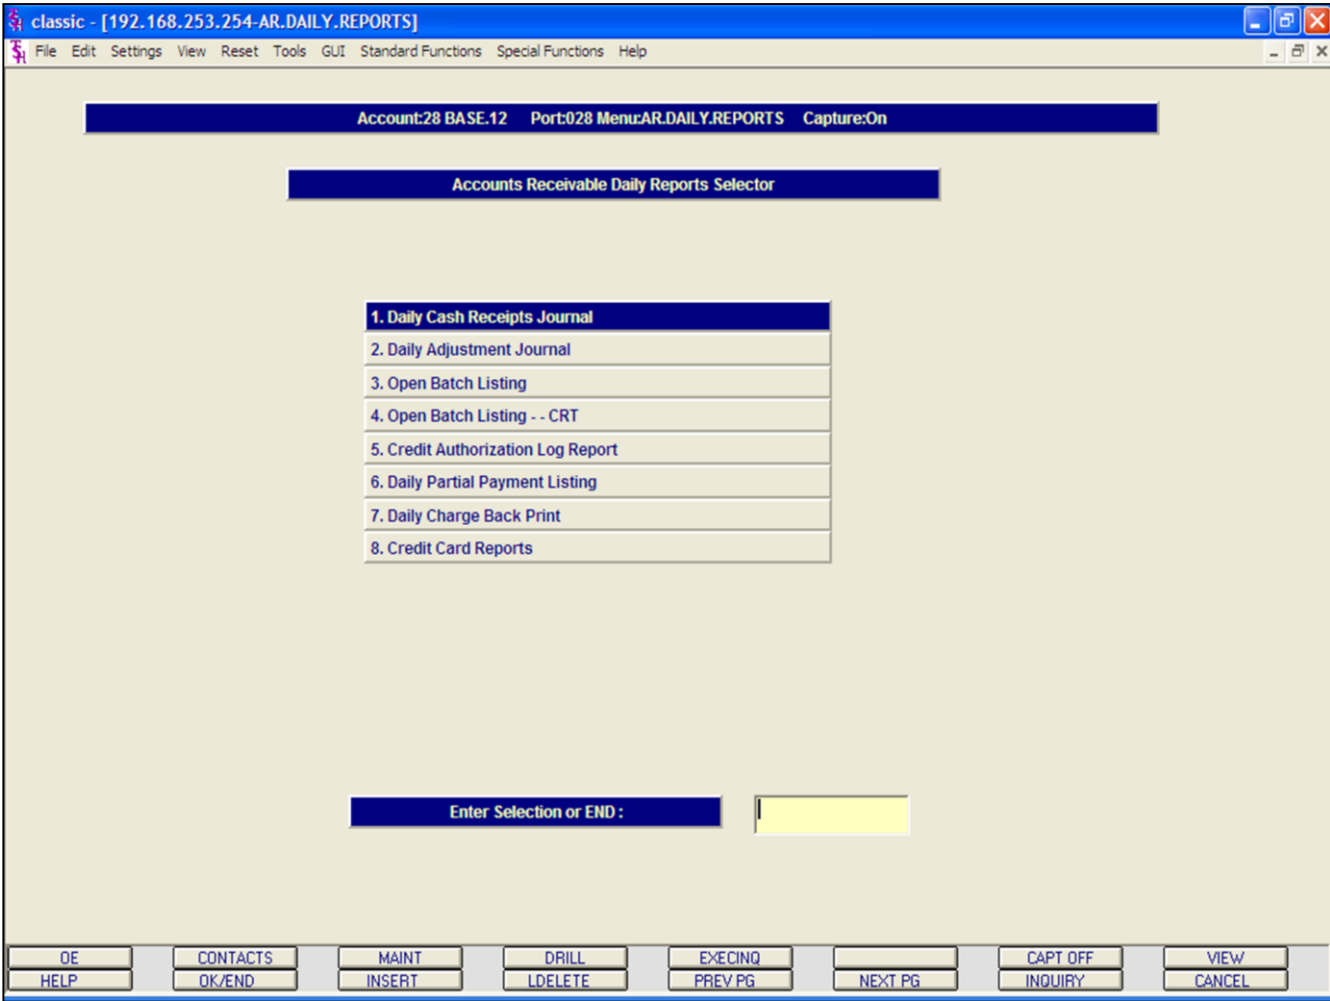 classic - [192.168.253.254-AR.DAILY.REPORTS]
File Edit Settings View Reset Tools GUI Standard Functions Special Functions Help
Account:28 BASE.12 Port:028 Menu:AR.DAILY.REPORTS Capture:On
Accounts Receivable Daily Reports Selector
1. Daily Cash Receipts Journal
2. Daily Adjustment Journal
3. Open Batch Listing
4. Open Batch Listing - - CRT
5. Credit Authorization Log Report
6. Daily Partial Payment Listing
7. Daily Charge Back Print
8. Credit Card Reports
Enter Selection or END :
OE CONTACTS MAINT DRILL EXECINQ CAPT OFF VIEW
HELP OK/END INSERT LDELETE PREV PG NEXT PG INQUIRY CANCEL